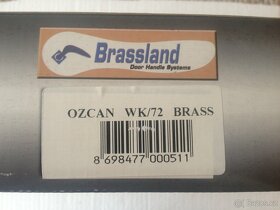 Brassland
Door Handle Systems
OZCAN WK/72 BRASS
8 698477 000511